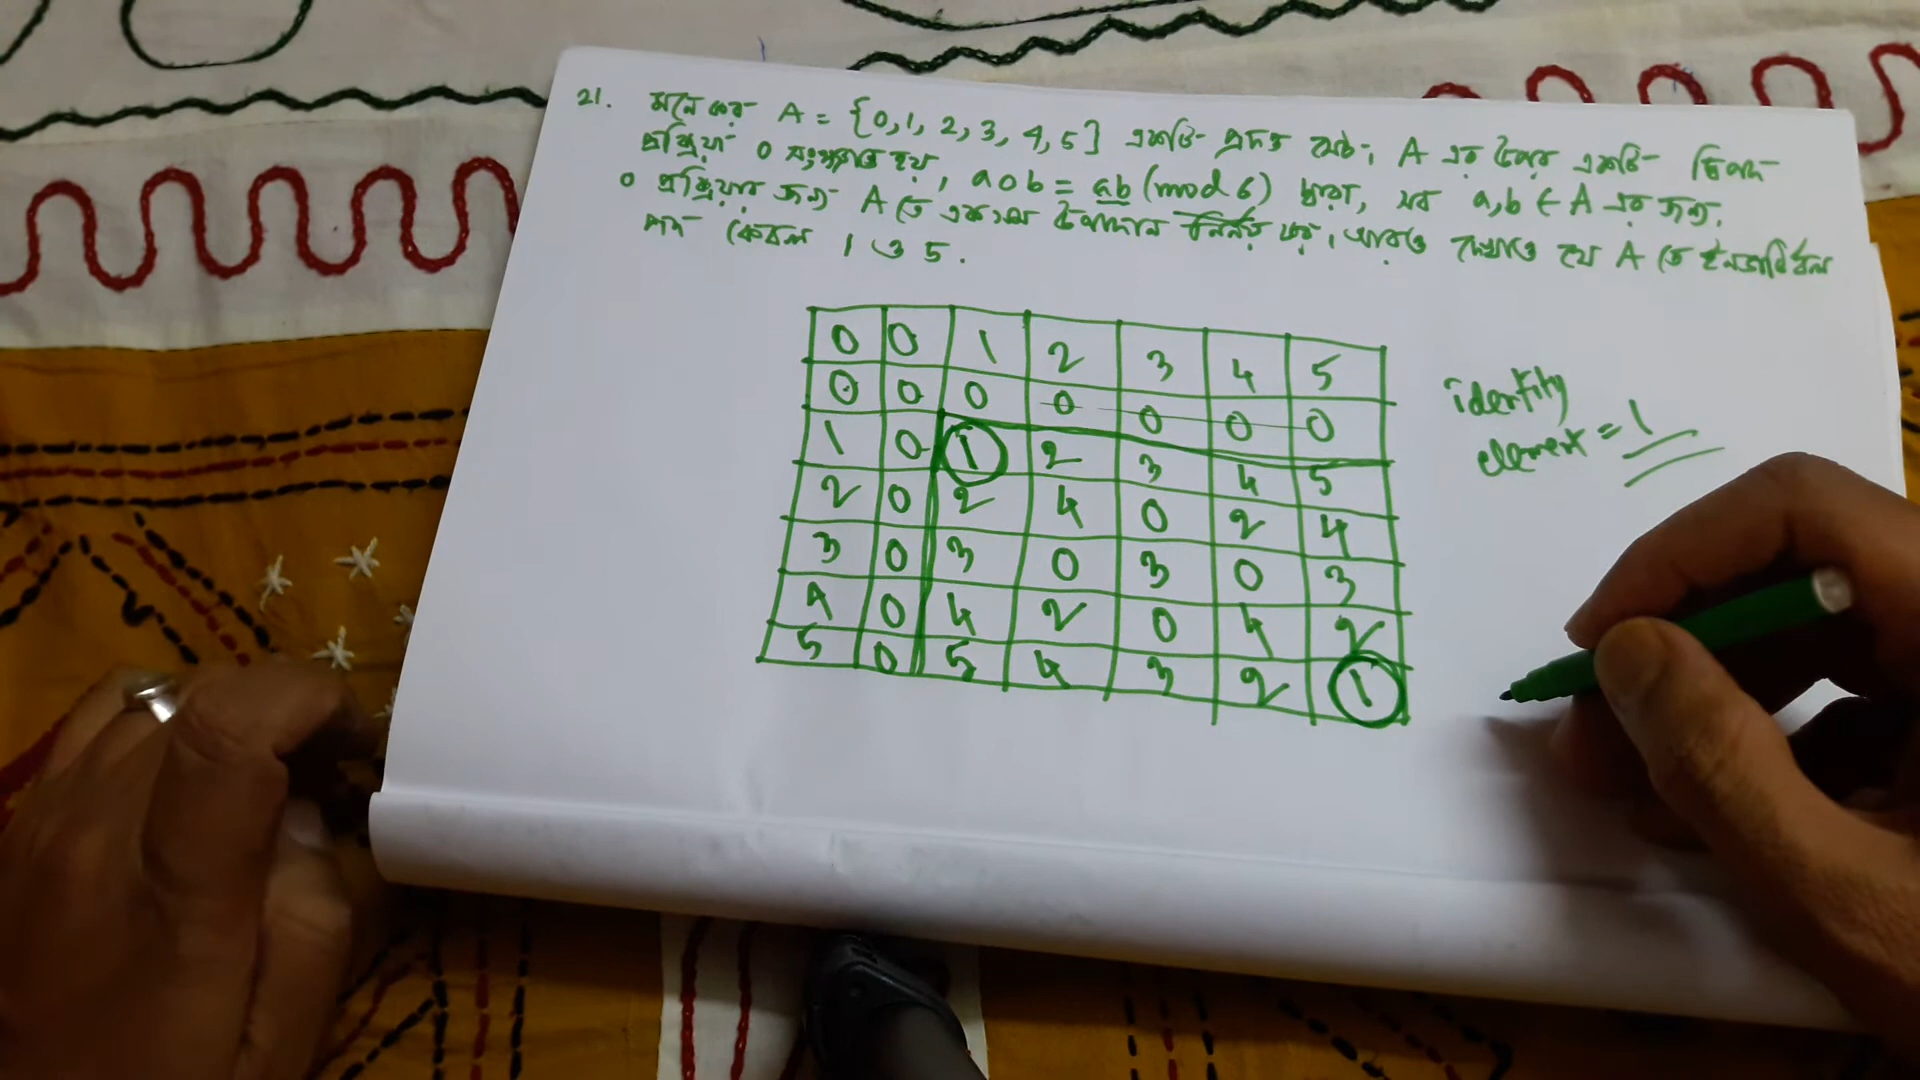 21. মনে কর A = {0, 1, 2, 3, 4, 5} একটি প্রদত্ত সেট; A এর উপর একটি দ্বিপদ
প্রক্রিয়া o সংজ্ঞাত হয়, aob = ab (mod 6) দ্বারা, সব a, b ∈ A এর জন্য.
o প্রক্রিয়ার জন্য A তে একসম উপাদান নির্নয় কর, আরও দেখাও যে A তে ইনভার্টিবল
পদ কেবল 1 ও 5.
0 0 1 2 3 4 5
0 0 0 0 0 0 0
1 0 1 2 3 4 5
2 0 2 4 0 2 4
3 0 3 0 3 0 3
4 0 4 2 0 4 2
5 0 5 4 3 2 1
identity
element = 1